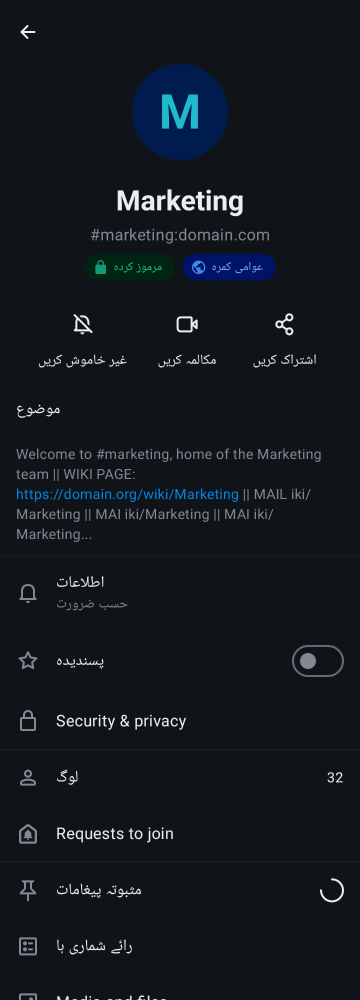 M
Marketing
#marketing:domain.com
مرموز کردہ
عوامی کمرہ
غیر خاموش کریں
مکالمہ کریں
اشتراک کریں
موضوع
Welcome to #marketing, home of the Marketing
team || WIKI PAGE:
https://domain.org/wiki/Marketing || MAIL iki/
Marketing || MAI iki/Marketing || MAI iki/
Marketing...
اطلاعات
حسب ضرورت
پسندیدہ
Security & privacy
لوگ
32
Requests to join
مثبوتہ پیغامات
رائے شماری ہا
Media and files